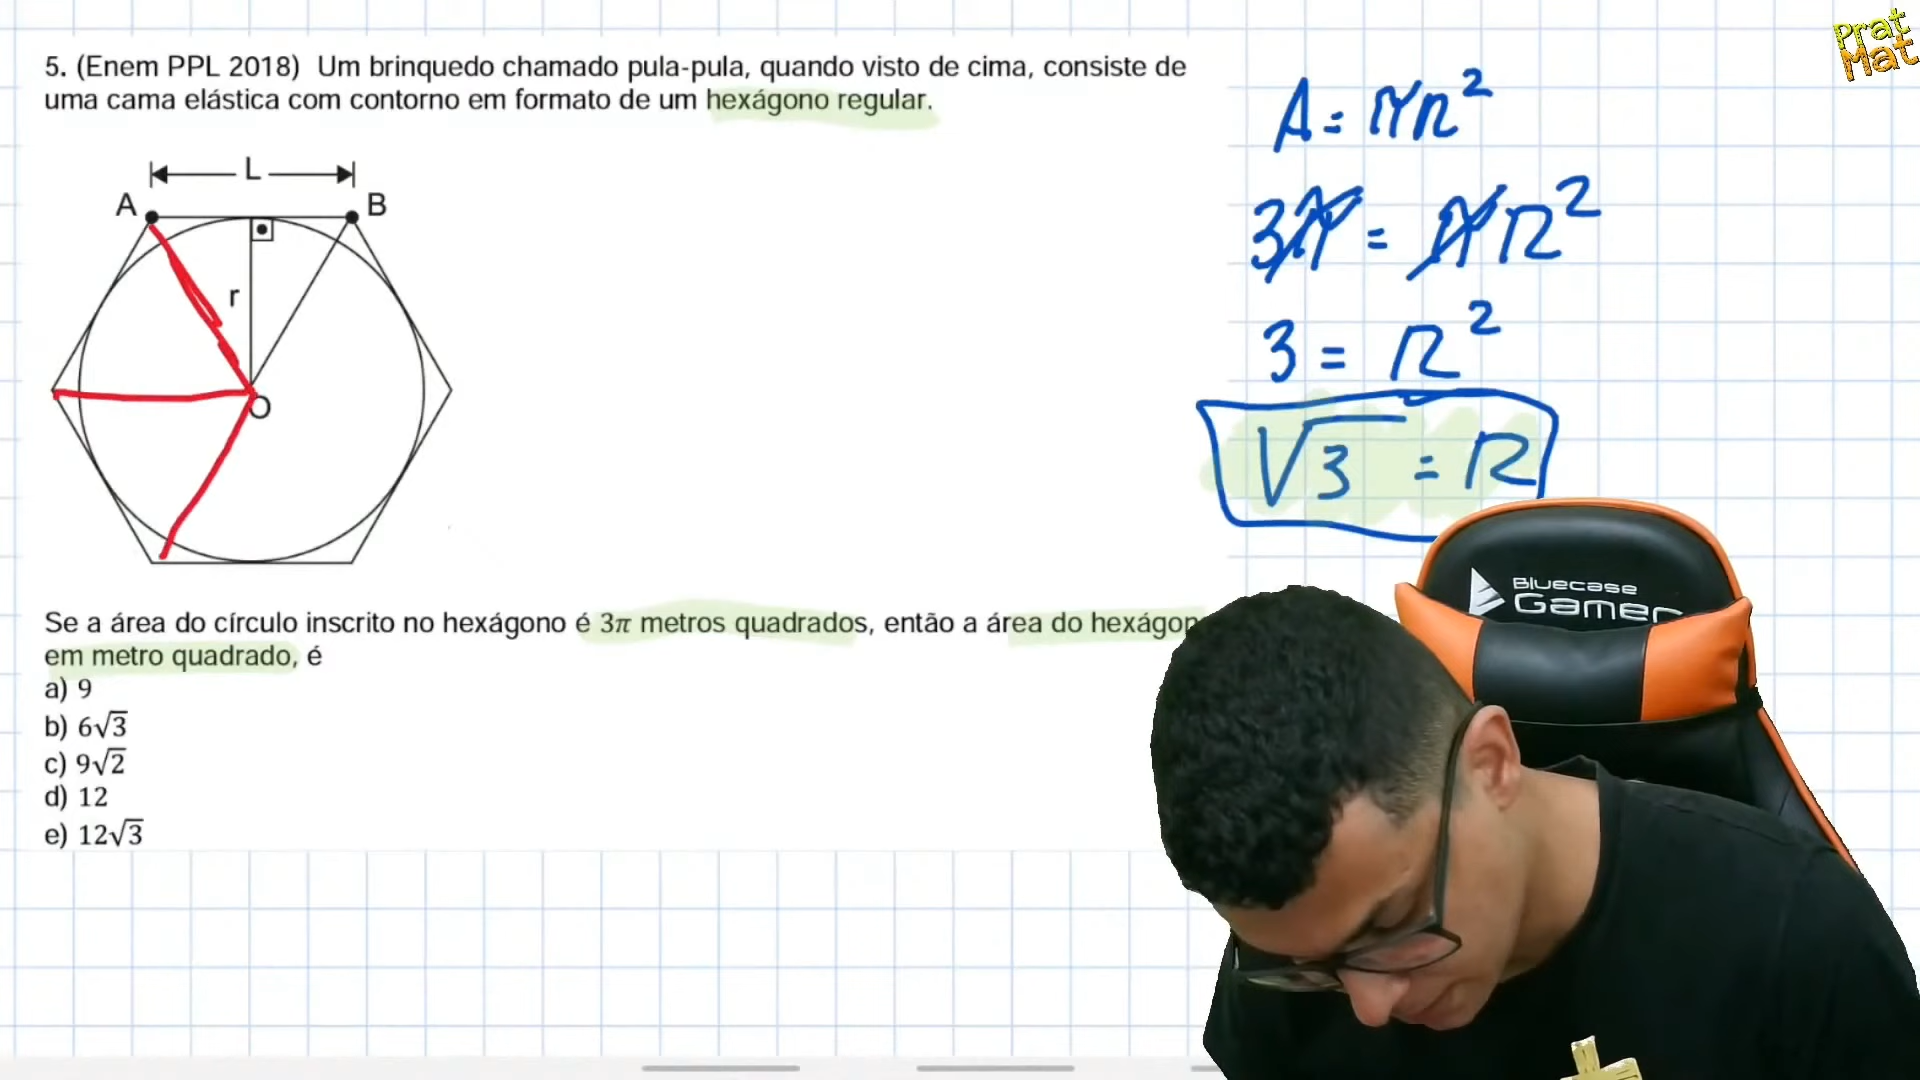 5. (Enem PPL 2018) Um brinquedo chamado pula-pula, quando visto de cima, consiste de
uma cama elástica com contorno em formato de um hexágono regular.
L
A
B
r
O
Se a área do círculo inscrito no hexágono é 3π metros quadrados, então a área do
em metro quadrado, é
a) 9
b) 6√3
c) 9√2
d) 12
e) 12√3
A = πR²
3π = πR²
3 = R²
√3 = R
Prat
Mat
Bluecase
Gamer